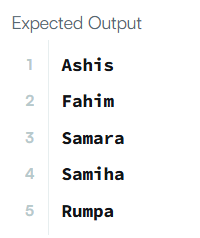 Expected Output
1 Ashis
2 Fahim
3 Samara
4 Samiha
5 Rumpa